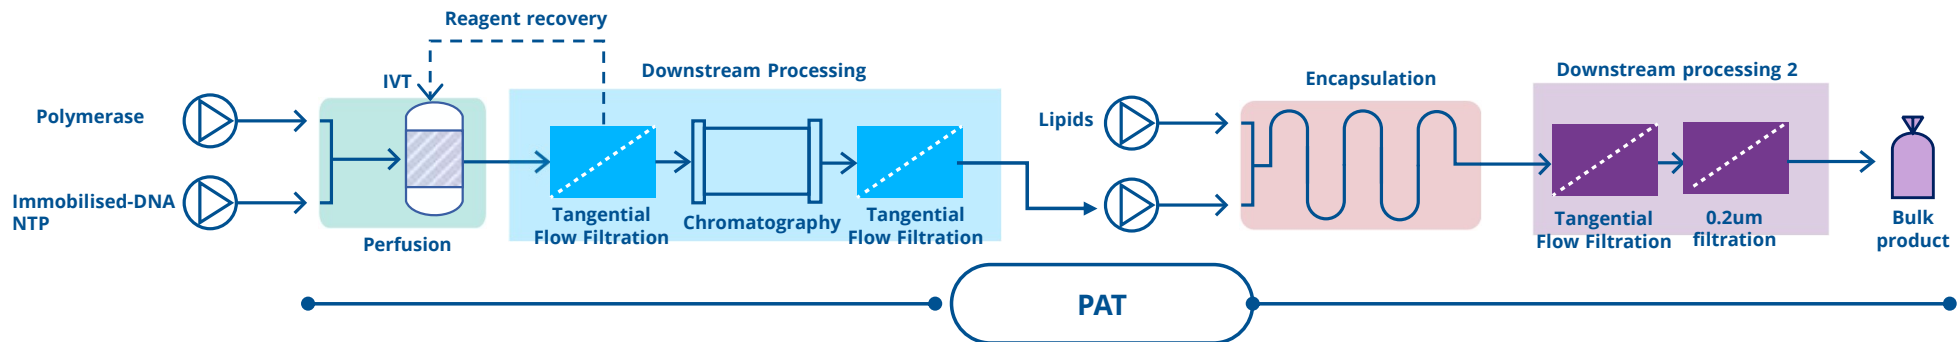 Reagent recovery
IVT
Downstream Processing
Encapsulation
Downstream processing 2
Polymerase
Lipids
Immobilised-DNA
NTP
Perfusion
Tangential
Flow Filtration
Chromatography
Tangential
Flow Filtration
Tangential
Flow Filtration
0.2um
filtration
Bulk
product
PAT